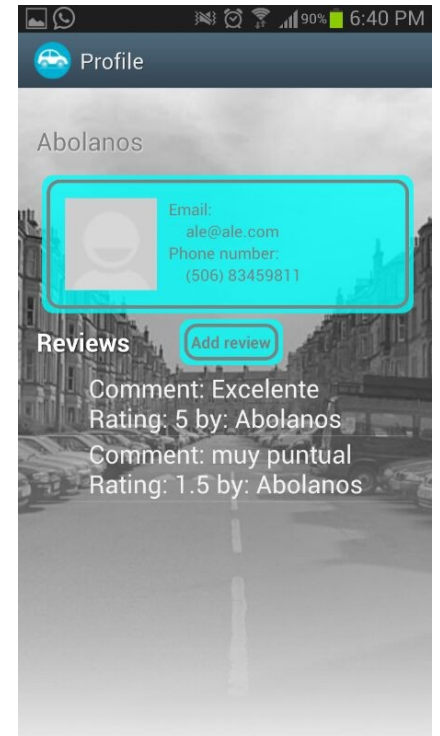 90% 6:40 PM
Profile
Abolanos
Email:
ale@ale.com
Phone number:
(506) 83459811
Reviews
Add review
Comment: Excelente
Rating: 5 by: Abolanos
Comment: muy puntual
Rating: 1.5 by: Abolanos